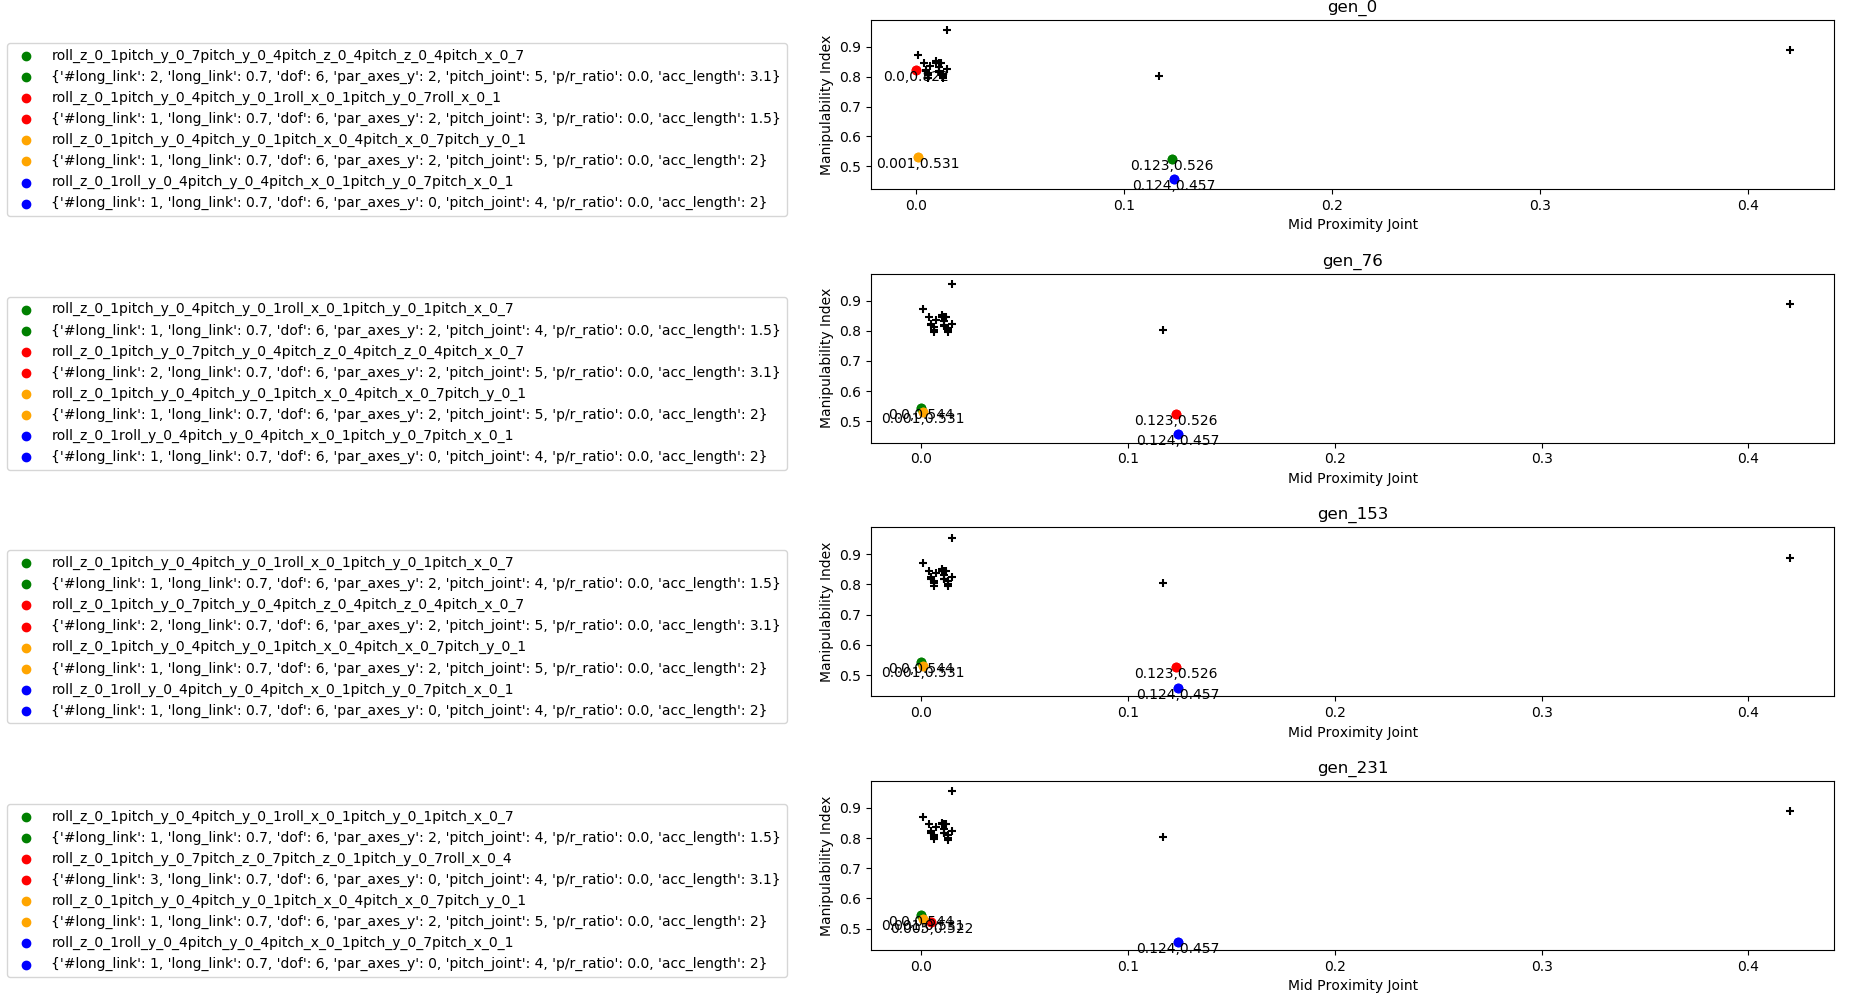 gen_0
roll_z_0_1pitch_y_0_7pitch_y_0_4pitch_z_0_4pitch_z_0_4pitch_x_0_7
{'#long_link': 2, 'long_link': 0.7, 'dof': 6, 'par_axes_y': 2, 'pitch_joint': 5, 'p/r_ratio': 0.0, 'acc_length': 3.1}
roll_z_0_1pitch_y_0_4pitch_y_0_1roll_x_0_1pitch_y_0_7roll_x_0_1
{'#long_link': 1, 'long_link': 0.7, 'dof': 6, 'par_axes_y': 2, 'pitch_joint': 3, 'p/r_ratio': 0.0, 'acc_length': 1.5}
roll_z_0_1pitch_y_0_4pitch_y_0_1pitch_x_0_4pitch_x_0_7pitch_y_0_1
{'#long_link': 1, 'long_link': 0.7, 'dof': 6, 'par_axes_y': 2, 'pitch_joint': 5, 'p/r_ratio': 0.0, 'acc_length': 2}
roll_z_0_1roll_y_0_4pitch_y_0_4pitch_x_0_1pitch_y_0_7pitch_x_0_1
{'#long_link': 1, 'long_link': 0.7, 'dof': 6, 'par_axes_y': 0, 'pitch_joint': 4, 'p/r_ratio': 0.0, 'acc_length': 2}
Manipulability Index
0.9
0.8
0.7
0.6
0.5
0.001,0.531
0.123,0.526
0.124,0.457
0.0 0.1 0.2 0.3 0.4
Mid Proximity Joint
gen_76
roll_z_0_1pitch_y_0_4pitch_y_0_1roll_x_0_1pitch_y_0_1pitch_x_0_7
{'#long_link': 1, 'long_link': 0.7, 'dof': 6, 'par_axes_y': 2, 'pitch_joint': 4, 'p/r_ratio': 0.0, 'acc_length': 1.5}
roll_z_0_1pitch_y_0_7pitch_y_0_4pitch_z_0_4pitch_z_0_4pitch_x_0_7
{'#long_link': 2, 'long_link': 0.7, 'dof': 6, 'par_axes_y': 2, 'pitch_joint': 5, 'p/r_ratio': 0.0, 'acc_length': 3.1}
roll_z_0_1pitch_y_0_4pitch_y_0_1pitch_x_0_4pitch_x_0_7pitch_y_0_1
{'#long_link': 1, 'long_link': 0.7, 'dof': 6, 'par_axes_y': 2, 'pitch_joint': 5, 'p/r_ratio': 0.0, 'acc_length': 2}
roll_z_0_1roll_y_0_4pitch_y_0_4pitch_x_0_1pitch_y_0_7pitch_x_0_1
{'#long_link': 1, 'long_link': 0.7, 'dof': 6, 'par_axes_y': 0, 'pitch_joint': 4, 'p/r_ratio': 0.0, 'acc_length': 2}
Manipulability Index
0.9
0.8
0.7
0.6
0.5
0.0,0.544
0.001,0.531
0.123,0.526
0.124,0.457
0.0 0.1 0.2 0.3 0.4
Mid Proximity Joint
gen_153
roll_z_0_1pitch_y_0_4pitch_y_0_1roll_x_0_1pitch_y_0_1pitch_x_0_7
{'#long_link': 1, 'long_link': 0.7, 'dof': 6, 'par_axes_y': 2, 'pitch_joint': 4, 'p/r_ratio': 0.0, 'acc_length': 1.5}
roll_z_0_1pitch_y_0_7pitch_y_0_4pitch_z_0_4pitch_z_0_4pitch_x_0_7
{'#long_link': 2, 'long_link': 0.7, 'dof': 6, 'par_axes_y': 2, 'pitch_joint': 5, 'p/r_ratio': 0.0, 'acc_length': 3.1}
roll_z_0_1pitch_y_0_4pitch_y_0_1pitch_x_0_4pitch_x_0_7pitch_y_0_1
{'#long_link': 1, 'long_link': 0.7, 'dof': 6, 'par_axes_y': 2, 'pitch_joint': 5, 'p/r_ratio': 0.0, 'acc_length': 2}
roll_z_0_1roll_y_0_4pitch_y_0_4pitch_x_0_1pitch_y_0_7pitch_x_0_1
{'#long_link': 1, 'long_link': 0.7, 'dof': 6, 'par_axes_y': 0, 'pitch_joint': 4, 'p/r_ratio': 0.0, 'acc_length': 2}
Manipulability Index
0.9
0.8
0.7
0.6
0.5
0.0,0.544
0.001,0.531
0.123,0.526
0.124,0.457
0.0 0.1 0.2 0.3 0.4
Mid Proximity Joint
gen_231
roll_z_0_1pitch_y_0_4pitch_y_0_1roll_x_0_1pitch_y_0_1pitch_x_0_7
{'#long_link': 1, 'long_link': 0.7, 'dof': 6, 'par_axes_y': 2, 'pitch_joint': 4, 'p/r_ratio': 0.0, 'acc_length': 1.5}
roll_z_0_1pitch_y_0_7pitch_z_0_7pitch_z_0_1pitch_y_0_7roll_x_0_4
{'#long_link': 3, 'long_link': 0.7, 'dof': 6, 'par_axes_y': 0, 'pitch_joint': 4, 'p/r_ratio': 0.0, 'acc_length': 3.1}
roll_z_0_1pitch_y_0_4pitch_y_0_1pitch_x_0_4pitch_x_0_7pitch_y_0_1
{'#long_link': 1, 'long_link': 0.7, 'dof': 6, 'par_axes_y': 2, 'pitch_joint': 5, 'p/r_ratio': 0.0, 'acc_length': 2}
roll_z_0_1roll_y_0_4pitch_y_0_4pitch_x_0_1pitch_y_0_7pitch_x_0_1
{'#long_link': 1, 'long_link': 0.7, 'dof': 6, 'par_axes_y': 0, 'pitch_joint': 4, 'p/r_ratio': 0.0, 'acc_length': 2}
Manipulability Index
0.9
0.8
0.7
0.6
0.5
0.0,0.544
0.001,0.531
0.005,0.522
0.124,0.457
0.0 0.1 0.2 0.3 0.4
Mid Proximity Joint